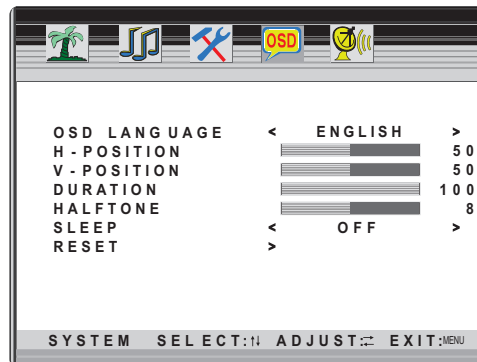 OSD
OSD LANGUAGE < ENGLISH >
H-POSITION 50
V-POSITION 50
DURATION 100
HALFTONE 8
SLEEP < OFF >
RESET >
SYSTEM SELECT:↑↓ ADJUST:⇄ EXIT:MENU